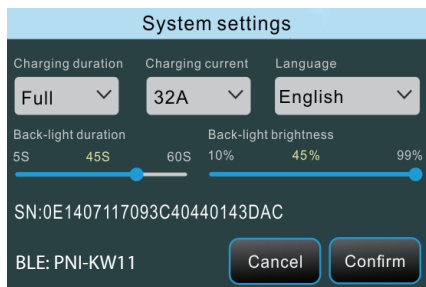 System settings
Charging duration Charging current Language
Full 32A English
Back-light duration Back-light brightness
5S 45S 60S 10% 45% 99%
SN:0E1407117093C40440143DAC
BLE: PNI-KW11 Cancel Confirm